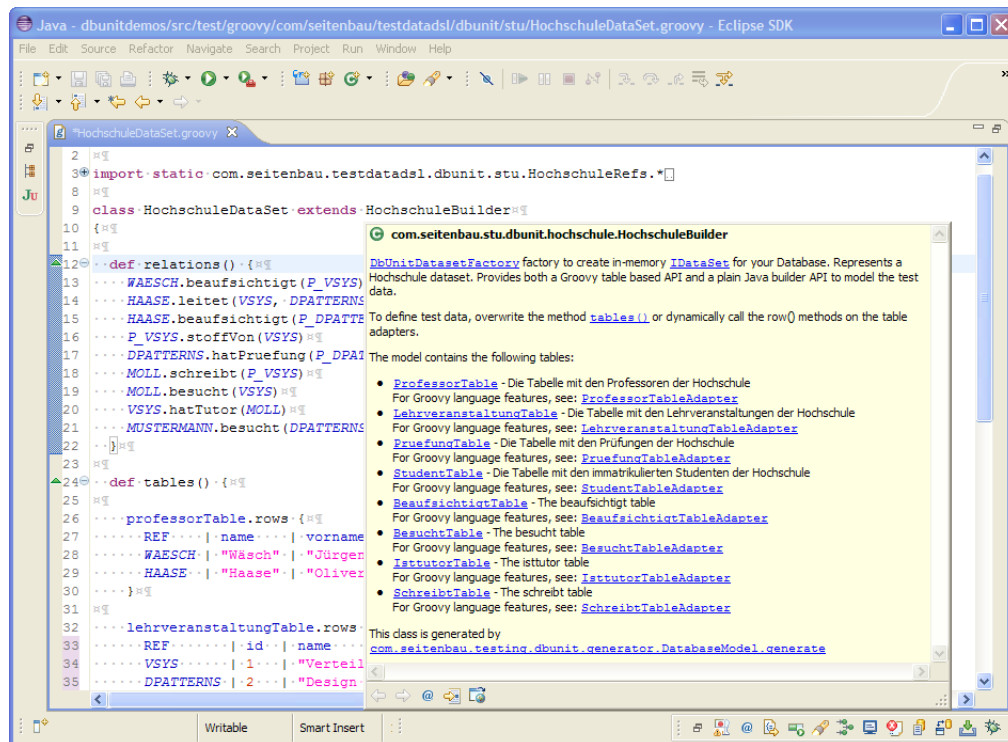 Java - dbunitdemos/src/test/groovy/com/seitenbau/testdatadsl/dbunit/stu/HochschuleDataSet.groovy - Eclipse SDK
File Edit Source Refactor Navigate Search Project Run Window Help
*HochschuleDataSet.groovy
2 ¤¶
3 import·static·com.seitenbau.testdatadsl.dbunit.stu.HochschuleRefs.*
8 ¤¶
9 class·HochschuleDataSet·extends·HochschuleBuilder¤¶
10 {¤¶
11 ¤¶
12 ··def·relations()·{¤¶
13 ····WAESCH.beaufsichtigt(P_VSYS)
14 ····HAASE.leitet(VSYS,·DPATTERNS
15 ····HAASE.beaufsichtigt(P_DPATTE
16 ····P_VSYS.stoffVon(VSYS)¤¶
17 ····DPATTERNS.hatPruefung(P_DPAT
18 ····MOLL.schreibt(P_VSYS)¤¶
19 ····MOLL.besucht(VSYS)¤¶
20 ····VSYS.hatTutor(MOLL)¤¶
21 ····MUSTERMANN.besucht(DPATTERNS
22 ··}¤¶
23 ¤¶
24 ··def·tables()·{¤¶
25 ¤¶
26 ····professorTable.rows·{¤¶
27 ······REF····|·name····|·vorname
28 ······WAESCH·|·"Wäsch"·|·"Jürgen
29 ······HAASE··|·"Haase"·|·"Oliver
30 ····}¤¶
31 ¤¶
32 ····lehrveranstaltungTable.rows
33 ······REF·······|·id··|·name
34 ······VSYS······|·1···|·"Verteil
35 ······DPATTERNS·|·2···|·"Design
com.seitenbau.stu.dbunit.hochschule.HochschuleBuilder
DbUnitDatasetFactory factory to create in-memory IDataSet for your Database. Represents a
Hochschule dataset. Provides both a Groovy table based API and a plain Java builder API to model the test
data.
To define test data, overwrite the method tables() or dynamically call the row() methods on the table
adapters.
The model contains the following tables:
• ProfessorTable - Die Tabelle mit den Professoren der Hochschule
For Groovy language features, see: ProfessorTableAdapter
• LehrveranstaltungTable - Die Tabelle mit den Lehrveranstaltungen der Hochschule
For Groovy language features, see: LehrveranstaltungTableAdapter
• PruefungTable - Die Tabelle mit den Prüfungen der Hochschule
For Groovy language features, see: PruefungTableAdapter
• StudentTable - Die Tabelle mit den immatrikulierten Studenten der Hochschule
For Groovy language features, see: StudentTableAdapter
• BeaufsichtigtTable - The beaufsichtigt table
For Groovy language features, see: BeaufsichtigtTableAdapter
• BesuchtTable - The besucht table
For Groovy language features, see: BesuchtTableAdapter
• IsttutorTable - The isttutor table
For Groovy language features, see: IsttutorTableAdapter
• SchreibtTable - The schreibt table
For Groovy language features, see: SchreibtTableAdapter
This class is generated by
com.seitenbau.testing.dbunit.generator.DatabaseModel.generate
Writable Smart Insert